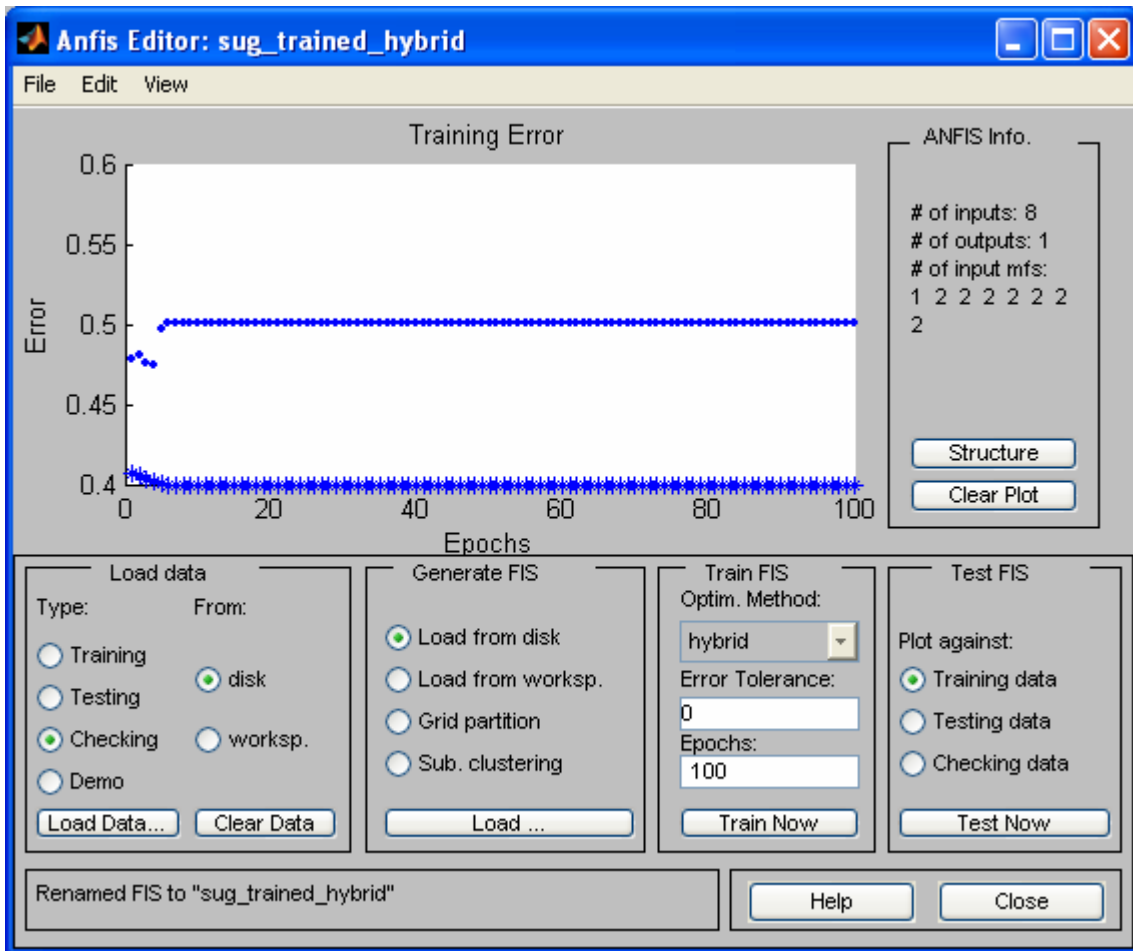 Anfis Editor: sug_trained_hybrid
File Edit View
Training Error
0.6
0.55
0.5
0.45
0.4
Error
0 20 40 60 80 100
Epochs
ANFIS Info.
# of inputs: 8
# of outputs: 1
# of input mfs:
1 2 2 2 2 2 2
2
Structure
Clear Plot
Load data
Type: From:
Training
Testing
Checking
Demo
disk
worksp.
Load Data... Clear Data
Generate FIS
Load from disk
Load from worksp.
Grid partition
Sub. clustering
Load ...
Train FIS
Optim. Method:
hybrid
Error Tolerance:
0
Epochs:
100
Train Now
Test FIS
Plot against:
Training data
Testing data
Checking data
Test Now
Renamed FIS to "sug_trained_hybrid"
Help Close